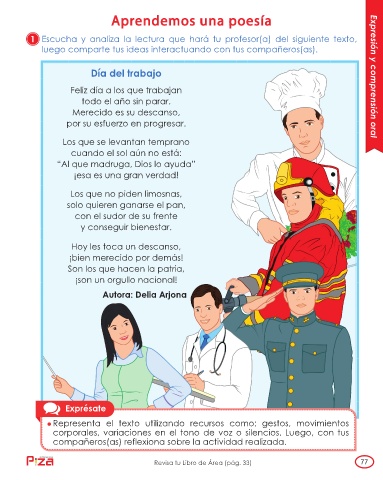 Aprendemos una poesía
1 Escucha y analiza la lectura que hará tu profesor(a) del siguiente texto,
luego comparte tus ideas interactuando con tus compañeros(as).
Expresión y comprensión oral
Día del trabajo
Feliz día a los que trabajan
todo el año sin parar.
Merecido es su descanso,
por su esfuerzo en progresar.
Los que se levantan temprano
cuando el sol aún no está:
“Al que madruga, Dios lo ayuda”
¡esa es una gran verdad!
Los que no piden limosnas,
solo quieren ganarse el pan,
con el sudor de su frente
y conseguir bienestar.
Hoy les toca un descanso,
¡bien merecido por demás!
Son los que hacen la patria,
¡son un orgullo nacional!
Autora: Delia Arjona
Exprésate
• Representa el texto utilizando recursos como: gestos, movimientos
corporales, variaciones en el tono de voz o silencios. Luego, con tus
compañeros(as) reflexiona sobre la actividad realizada.
Pıza
Revisa tu Libro de Área (pág. 33)
77